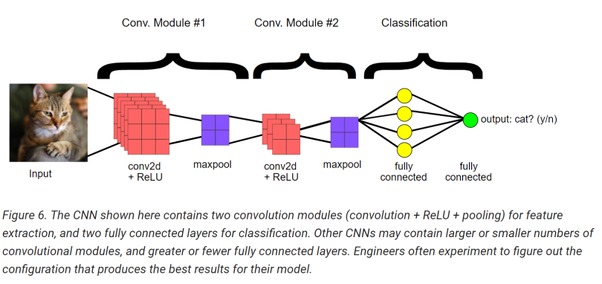 Conv. Module #1
Conv. Module #2
Classification
Input
conv2d
+ ReLU
maxpool
conv2d
+ ReLU
maxpool
fully
connected
fully
connected
output: cat? (y/n)
Figure 6. The CNN shown here contains two convolution modules (convolution + ReLU + pooling) for feature
extraction, and two fully connected layers for classification. Other CNNs may contain larger or smaller numbers of
convolutional modules, and greater or fewer fully connected layers. Engineers often experiment to figure out the
configuration that produces the best results for their model.